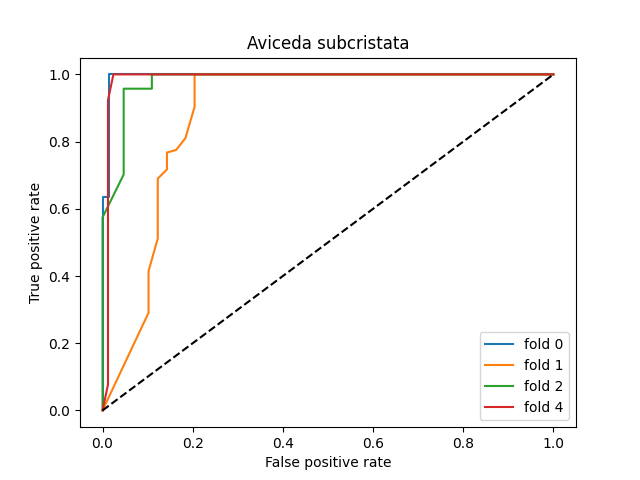 Aviceda subcristata
True positive rate
1.0
0.8
0.6
0.4
0.2
0.0
0.0 0.2 0.4 0.6 0.8 1.0
False positive rate
fold 0
fold 1
fold 2
fold 4